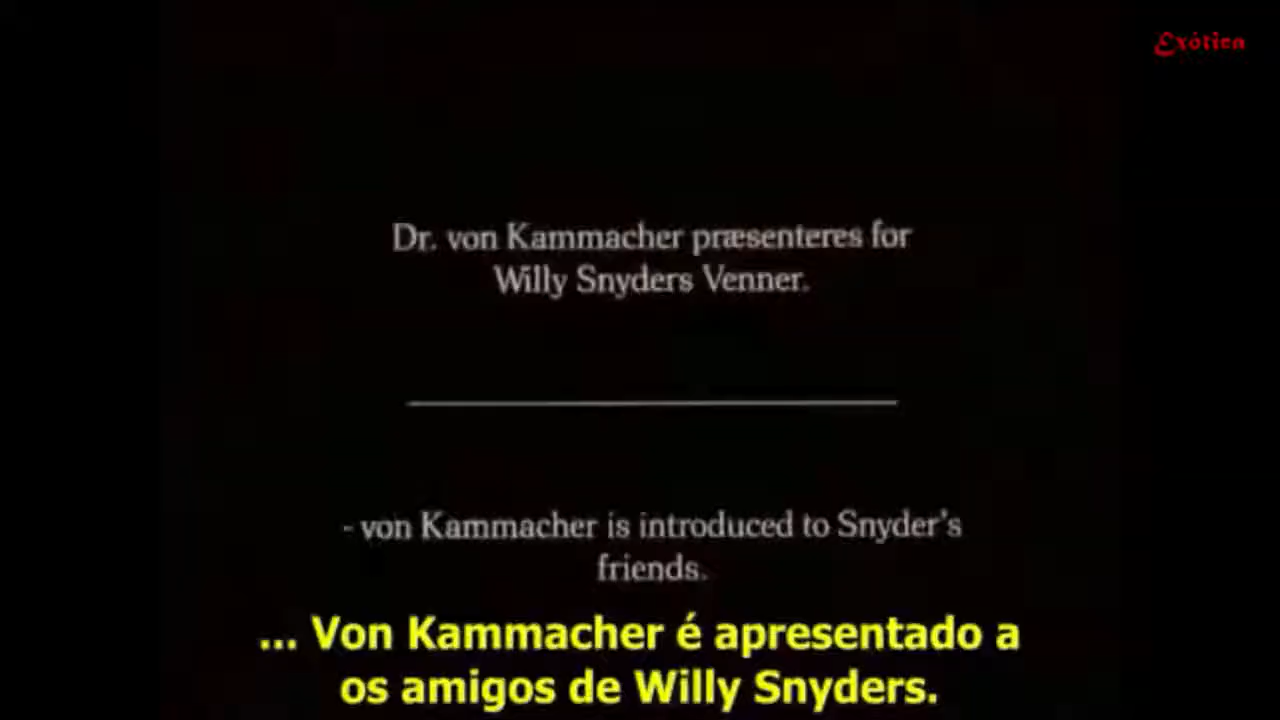 Exótica
Dr. von Kammacher præsenteres for
Willy Snyders Venner.
- von Kammacher is introduced to Snyder's
friends.
... Von Kammacher é apresentado a
os amigos de Willy Snyders.